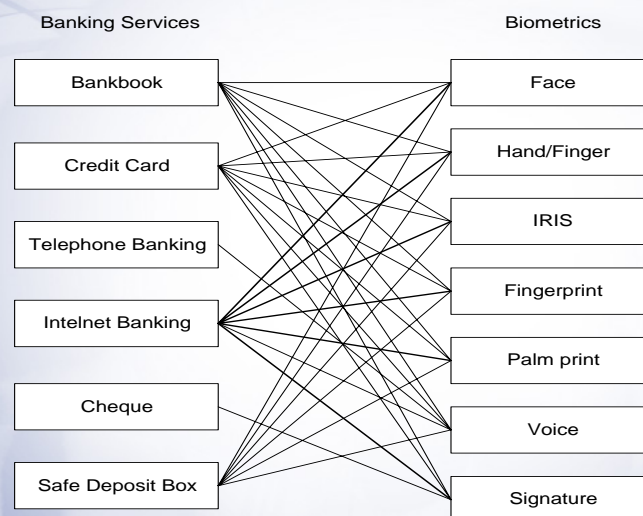 Banking Services
Biometrics
Bankbook
Face
Credit Card
Hand/Finger
Telephone Banking
IRIS
Intelnet Banking
Fingerprint
Cheque
Palm print
Safe Deposit Box
Voice
Signature